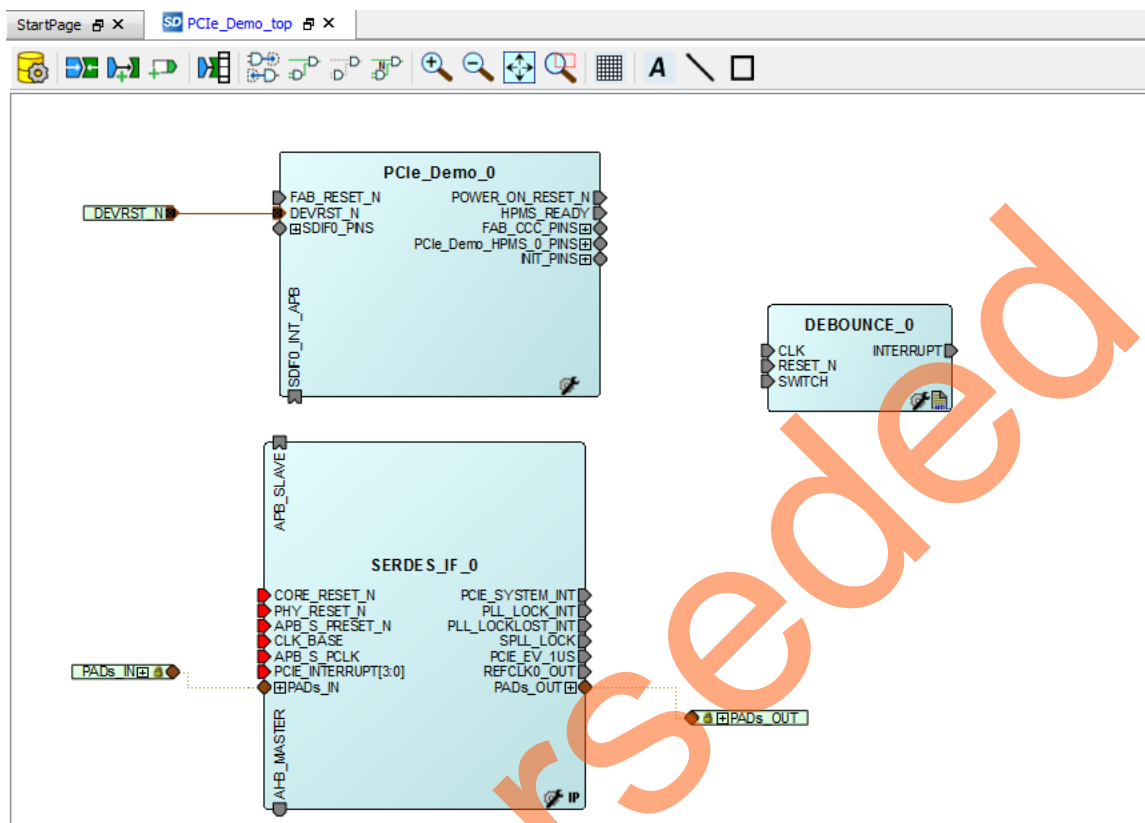 StartPage
SD PCIe_Demo_top
A
PCIe_Demo_0
FAB_RESET_N
DEVRST_N
SDIF0_PINS
POWER_ON_RESET_N
HPMS_READY
FAB_CCC_PINS
PCIe_Demo_HPMS_0_PINS
INIT_PINS
SDIF0_INT_APB
DEVRST_N
DEBOUNCE_0
CLK
RESET_N
SWITCH
INTERRUPT
APB_SLAVE
SERDES_IF_0
CORE_RESET_N
PHY_RESET_N
APB_S_PRESET_N
CLK_BASE
APB_S_PCLK
PCIE_INTERRUPT[3:0]
PADs_IN
PCIE_SYSTEM_INT
PLL_LOCK_INT
PLL_LOCKLOST_INT
SPLL_LOCK
PCIE_EV_1US
REFCLK0_OUT
PADs_OUT
AHB_MASTER
IP
PADs_IN
PADs_OUT
rseded